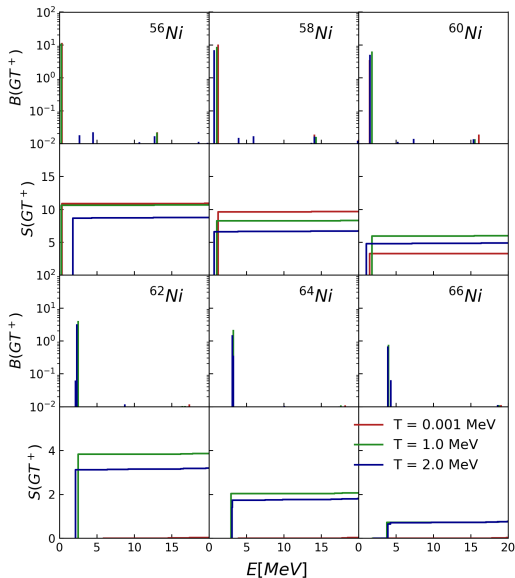 10² 10¹ 10⁰ 10⁻¹ 10⁻²
B(GT⁺)
⁵⁶Ni ⁵⁸Ni ⁶⁰Ni
15 10 5 10²
S(GT⁺)
10¹ 10⁰ 10⁻¹ 10⁻²
B(GT⁺)
⁶²Ni ⁶⁴Ni ⁶⁶Ni
4 2 0
S(GT⁺)
T = 0.001 MeV
T = 1.0 MeV
T = 2.0 MeV
0 5 10 15 0 5 10 15 0 5 10 15 20
E[MeV]